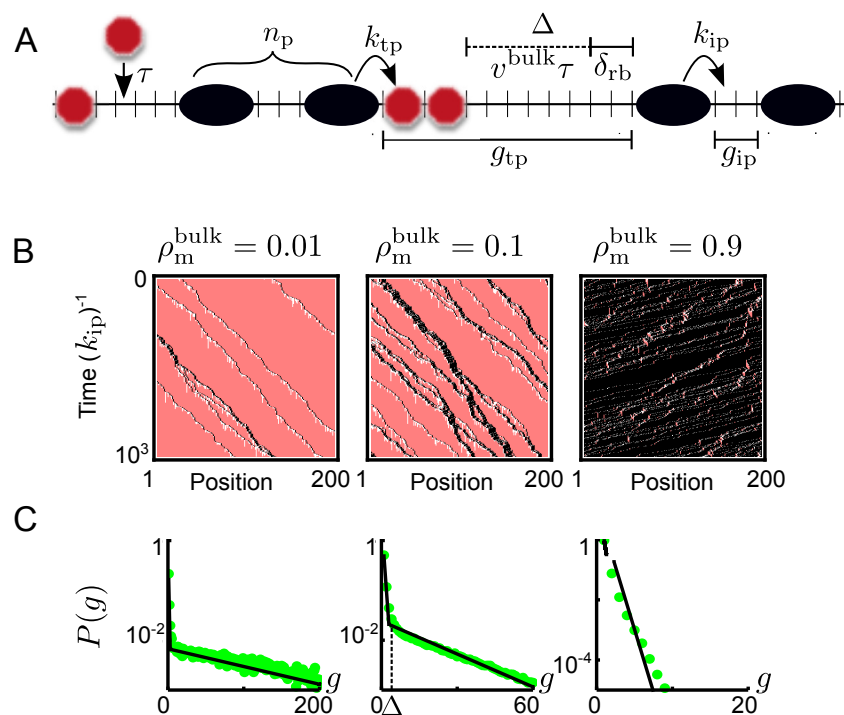 A
τ
n_p
k_tp
Δ
v^bulk τ
δ_rb
k_ip
g_tp
g_ip
B
ρ_m^bulk = 0.01
ρ_m^bulk = 0.1
ρ_m^bulk = 0.9
Time (k_ip)^-1
0
10^3
1 Position 200
1 Position 200
1 Position 200
C
P(g)
1
10^-2
0 200 g
1
10^-2
0 Δ 60 g
1
10^-4
0 20 g